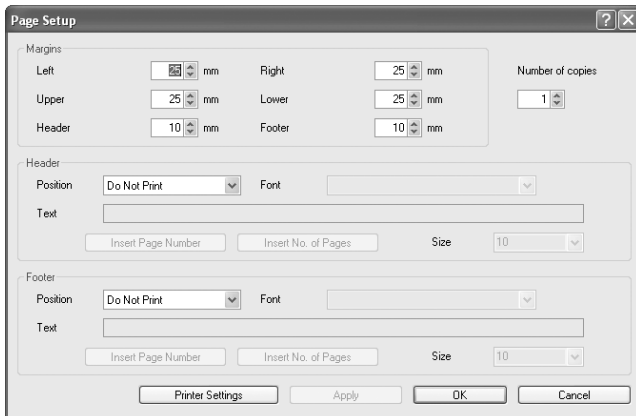 Page Setup
Margins
Left 25 mm Right 25 mm Number of copies
Upper 25 mm Lower 25 mm 1
Header 10 mm Footer 10 mm
Header
Position Do Not Print Font
Text
Insert Page Number Insert No. of Pages Size 10
Footer
Position Do Not Print Font
Text
Insert Page Number Insert No. of Pages Size 10
Printer Settings Apply OK Cancel